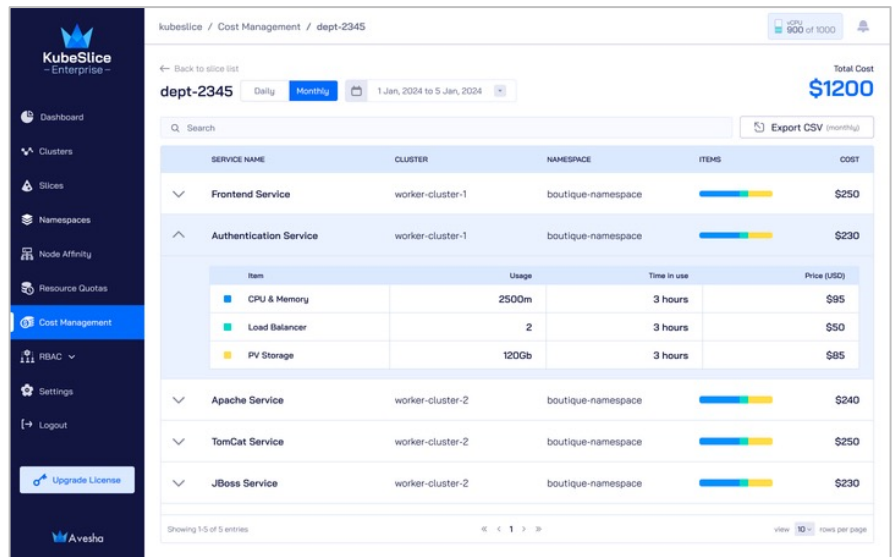 KubeSlice
– Enterprise –
Dashboard
Clusters
Slices
Namespaces
Node Affinity
Resource Quotas
Cost Management
RBAC
Settings
Logout
Upgrade License
Avesha
kubeslice / Cost Management / dept-2345
vCPU
900 of 1000
← Back to slice list
dept-2345 Daily Monthly 1 Jan, 2024 to 5 Jan, 2024
Total Cost
$1200
Search
Export CSV (monthly)
SERVICE NAME CLUSTER NAMESPACE ITEMS COST
Frontend Service worker-cluster-1 boutique-namespace $250
Authentication Service worker-cluster-1 boutique-namespace $230
Item Usage Time in use Price (USD)
CPU & Memory 2500m 3 hours $95
Load Balancer 2 3 hours $50
PV Storage 120Gb 3 hours $85
Apache Service worker-cluster-2 boutique-namespace $240
TomCat Service worker-cluster-2 boutique-namespace $250
JBoss Service worker-cluster-2 boutique-namespace $230
Showing 1-5 of 5 entries « < 1 > » view 10 rows per page